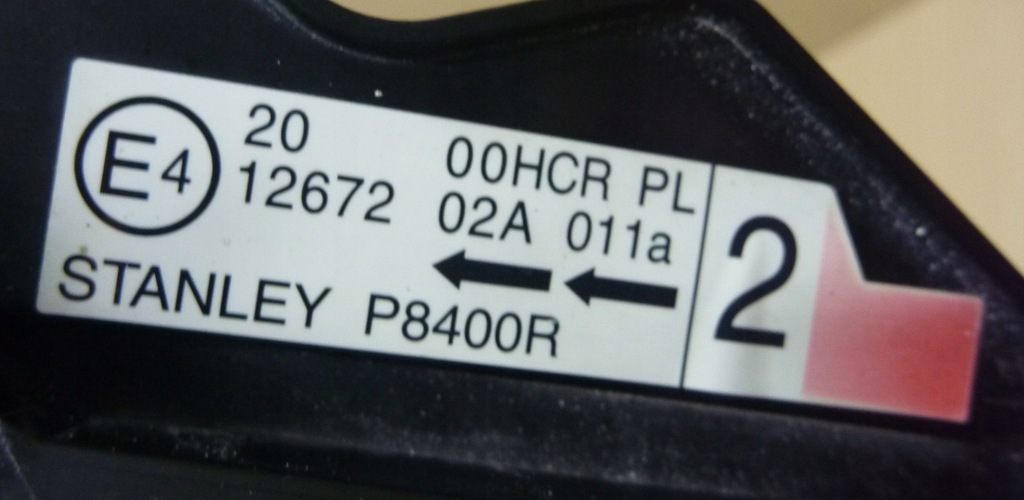 E4 20 00HCR PL
12672 02A 011a
STANLEY P8400R
2